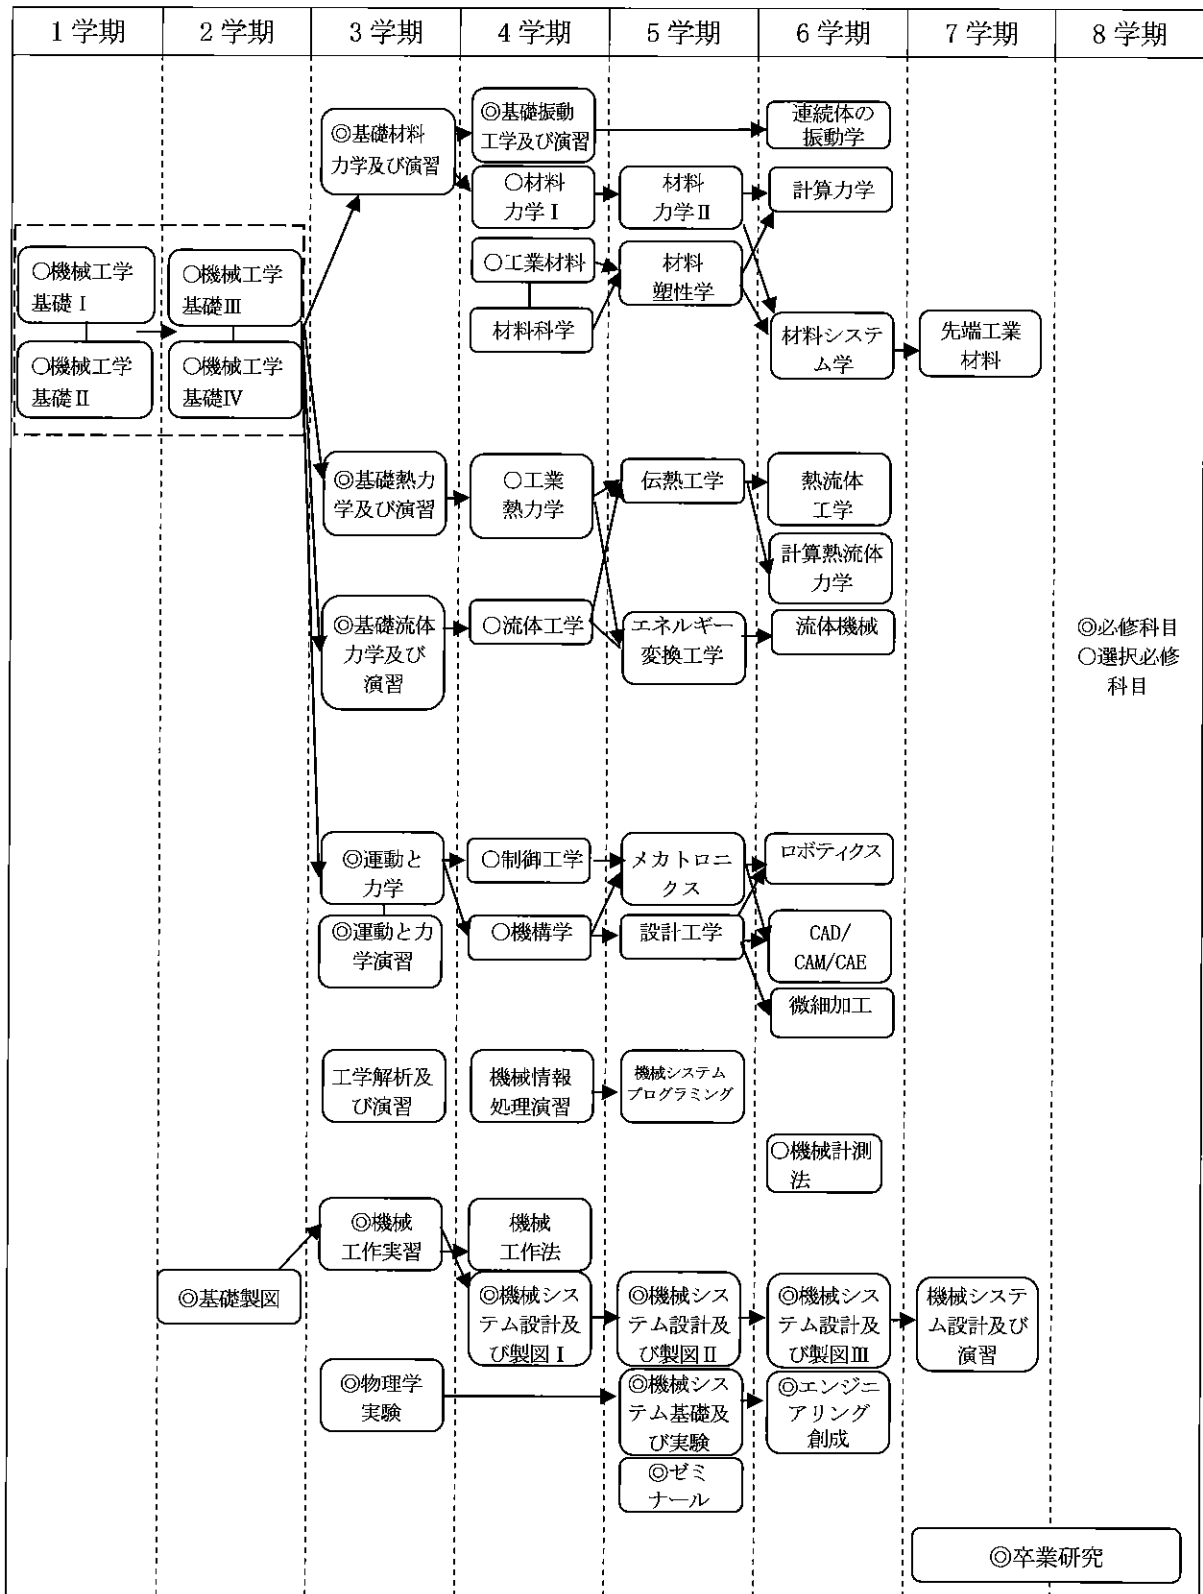 1学期
2学期
3学期
4学期
5学期
6学期
7学期
8学期
○機械工学
基礎Ⅰ
○機械工学
基礎Ⅱ
○機械工学
基礎Ⅲ
○機械工学
基礎Ⅳ
◎基礎材料
力学及び演習
◎基礎振動
工学及び演習
○材料
力学Ⅰ
○工業材料
材料科学
材料
力学Ⅱ
材料
塑性学
連続体の
振動学
計算力学
材料システ
ム学
先端工業
材料
◎基礎熱力
学及び演習
○工業
熱力学
伝熱工学
熱流体
工学
計算熱流体
力学
◎基礎流体
力学及び
演習
○流体工学
エネルギー
変換工学
流体機械
◎必修科目
○選択必修
科目
◎運動と
力学
◎運動と力
学演習
○制御工学
○機構学
メカトロニ
クス
設計工学
ロボティクス
CAD/
CAM/CAE
微細加工
工学解析及
び演習
機械情報
処理演習
機械システム
プログラミング
○機械計測
法
◎基礎製図
◎機械
工作実習
機械
工作法
◎機械シス
テム設計及
び製図Ⅰ
◎機械シス
テム設計及
び製図Ⅱ
◎機械シス
テム設計及
び製図Ⅲ
機械システ
ム設計及び
演習
◎物理学
実験
◎機械シス
テム基礎及
び実験
◎エンジニ
アリング
創成
◎ゼミ
ナール
◎卒業研究